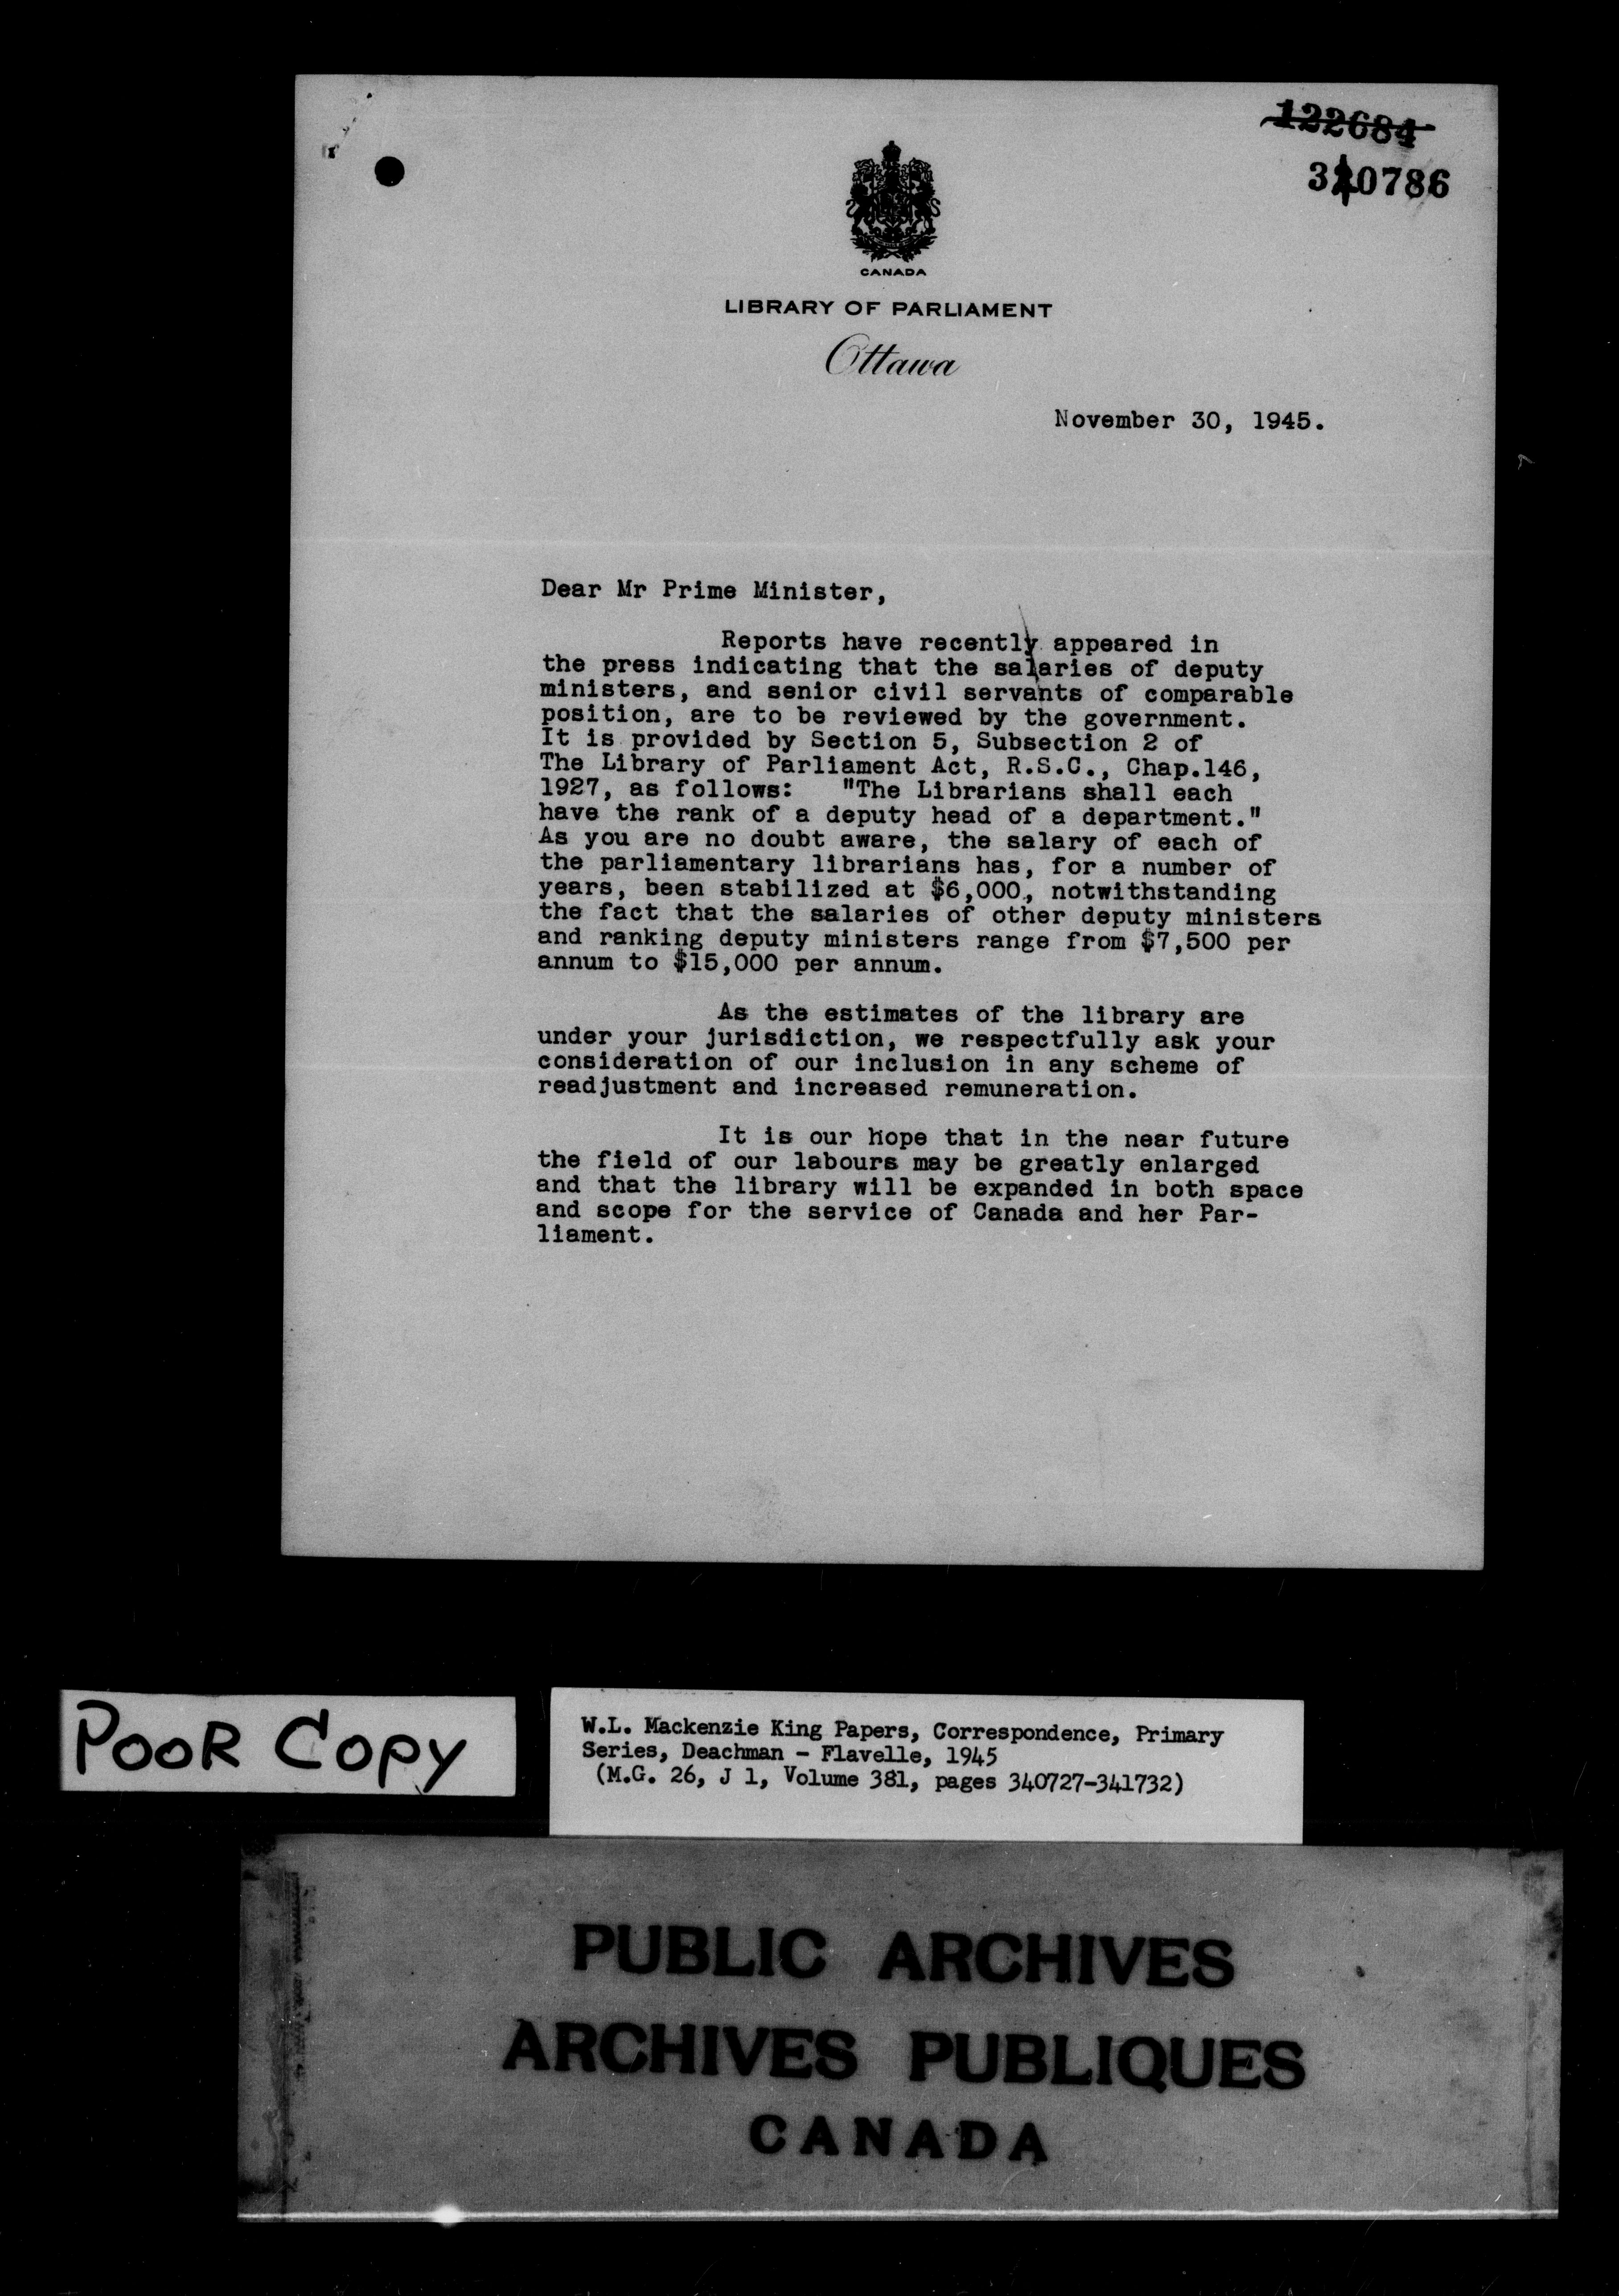 122684
340786
CANADA
LIBRARY OF PARLIAMENT
Ottawa
November 30, 1945.
Dear Mr Prime Minister,
Reports have recently appeared in
the press indicating that the salaries of deputy
ministers, and senior civil servants of comparable
position, are to be reviewed by the government.
It is provided by Section 5, Subsection 2 of
The Library of Parliament Act, R.S.C., Chap.146,
1927, as follows: "The Librarians shall each
have the rank of a deputy head of a department."
As you are no doubt aware, the salary of each of
the parliamentary librarians has, for a number of
years, been stabilized at $6,000., notwithstanding
the fact that the salaries of other deputy ministers
and ranking deputy ministers range from $7,500 per
annum to $15,000 per annum.
As the estimates of the library are
under your jurisdiction, we respectfully ask your
consideration of our inclusion in any scheme of
readjustment and increased remuneration.
It is our hope that in the near future
the field of our labours may be greatly enlarged
and that the library will be expanded in both space
and scope for the service of Canada and her Par-
liament.
POOR COPY
W.L. Mackenzie King Papers, Correspondence, Primary
Series, Deachman - Flavelle, 1945
(M.G. 26, J 1, Volume 381, pages 340727-341732)
PUBLIC ARCHIVES
ARCHIVES PUBLIQUES
CANADA